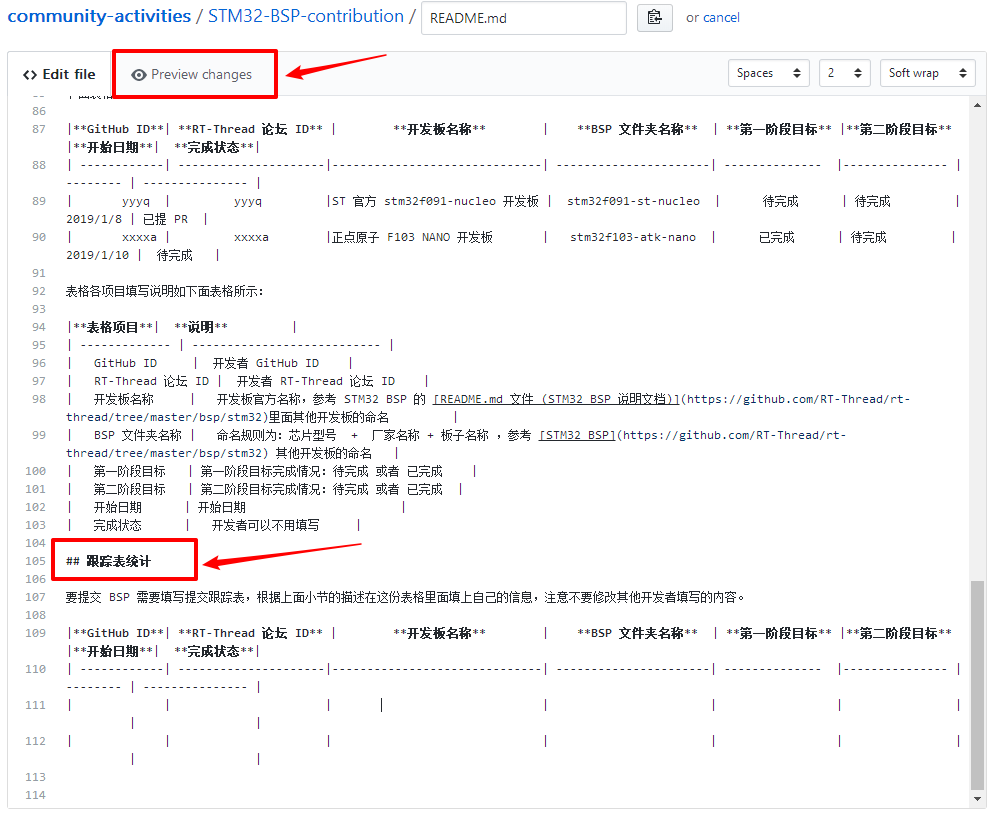 community-activities / STM32-BSP-contribution / README.md or cancel
<> Edit file Preview changes Spaces 2 Soft wrap
86
87 |**GitHub ID**| **RT-Thread 论坛 ID** | **开发板名称** | **BSP 文件夹名称** | **第一阶段目标** |**第二阶段目标**
|**开始日期**| **完成状态**|
88 | ------------| --------------------|-----------------------------| ---------------------| ------------- |-------------- |
-------- | --------------- |
89 | yyyq | yyyq |ST 官方 stm32f091-nucleo 开发板 | stm32f091-st-nucleo | 待完成 | 待完成 |
2019/1/8 | 已提 PR |
90 | xxxxa | xxxxa |正点原子 F103 NANO 开发板 | stm32f103-atk-nano | 已完成 | 待完成 |
2019/1/10 | 待完成 |
91
92 表格各项目填写说明如下面表格所示:
93
94 |**表格项目**| **说明** |
95 | ------------- | -------------------------- |
96 | GitHub ID | 开发者 GitHub ID |
97 | RT-Thread 论坛 ID | 开发者 RT-Thread 论坛 ID |
98 | 开发板名称 | 开发板官方名称，参考 STM32 BSP 的 [README.md 文件 (STM32 BSP 说明文档)](https://github.com/RT-Thread/rt-
thread/tree/master/bsp/stm32)里面其他开发板的命名 |
99 | BSP 文件夹名称 | 命名规则为：芯片型号 + 厂家名称 + 板子名称 ，参考 [STM32 BSP](https://github.com/RT-Thread/rt-
thread/tree/master/bsp/stm32) 其他开发板的命名 |
100 | 第一阶段目标 | 第一阶段目标完成情况：待完成 或者 已完成 |
101 | 第二阶段目标 | 第二阶段目标完成情况：待完成 或者 已完成 |
102 | 开始日期 | 开始日期 |
103 | 完成状态 | 开发者可以不用填写 |
104
105 ## 跟踪表统计
106
107 要提交 BSP 需要填写提交跟踪表，根据上面小节的描述在这份表格里面填上自己的信息，注意不要修改其他开发者填写的内容。
108
109 |**GitHub ID**| **RT-Thread 论坛 ID** | **开发板名称** | **BSP 文件夹名称** | **第一阶段目标** |**第二阶段目标**
|**开始日期**| **完成状态**|
110 | ------------| --------------------|-----------------------------| ---------------------| ------------- |-------------- |
-------- | --------------- |
111 | | | | | | |
| |
112 | | | | | | |
| |
113
114